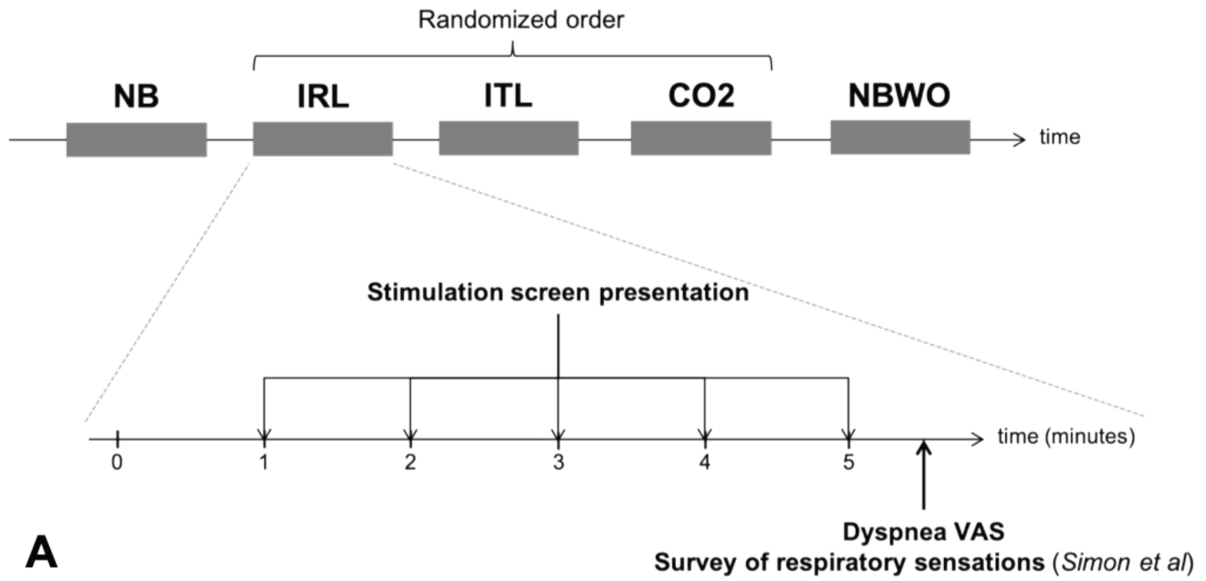 Randomized order
NB IRL ITL CO2 NBWO
time
Stimulation screen presentation
time (minutes)
0 1 2 3 4 5
Dyspnea VAS
Survey of respiratory sensations (Simon et al)
A